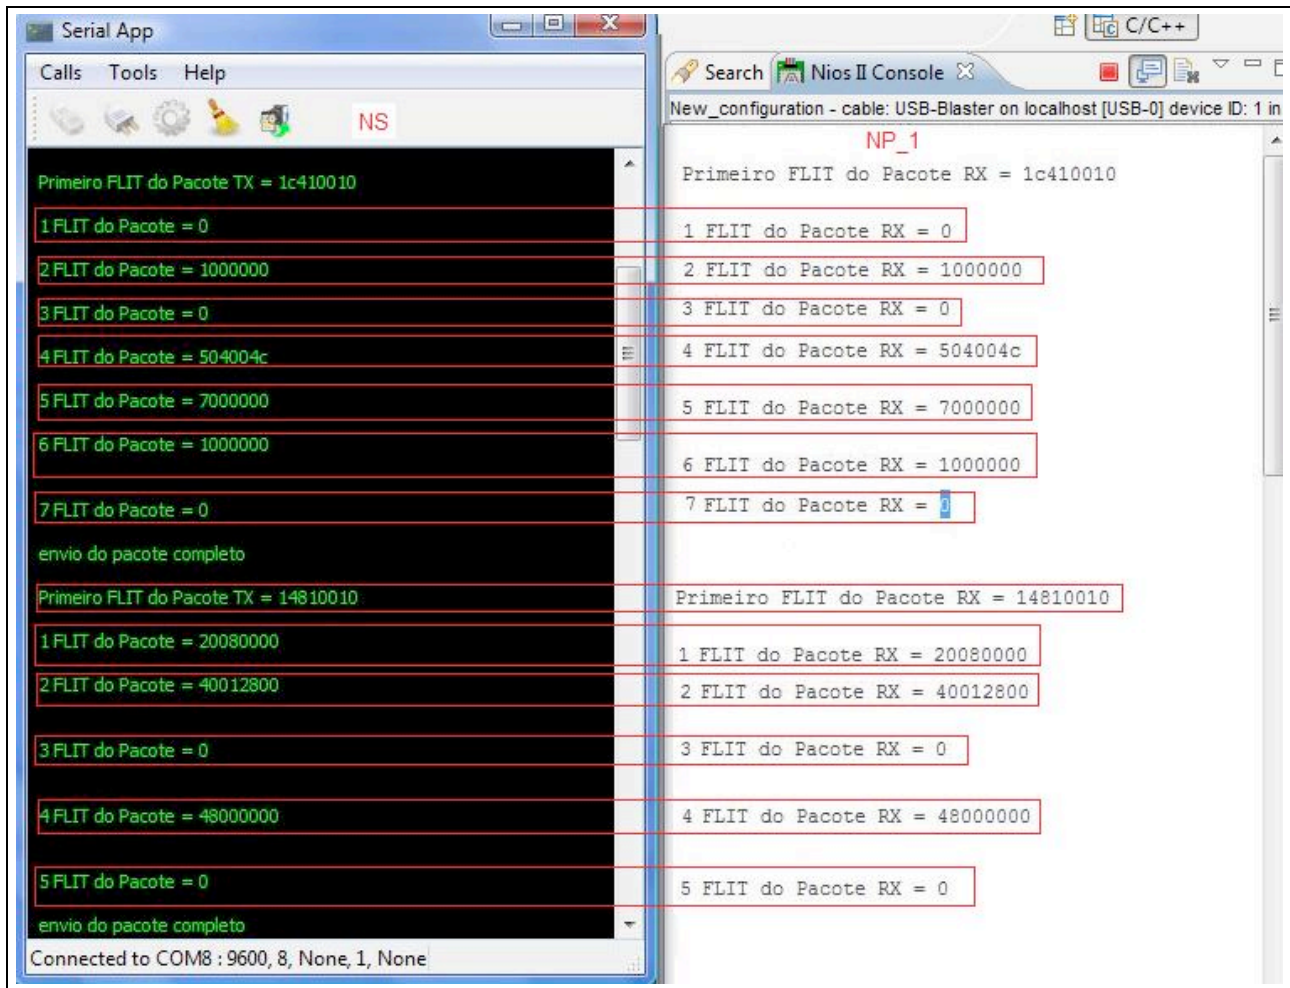 Serial App
Calls Tools Help
NS
Primeiro FLIT do Pacote TX = 1c410010
1 FLIT do Pacote = 0
2 FLIT do Pacote = 1000000
3 FLIT do Pacote = 0
4 FLIT do Pacote = 504004c
5 FLIT do Pacote = 7000000
6 FLIT do Pacote = 1000000
7 FLIT do Pacote = 0
envio do pacote completo
Primeiro FLIT do Pacote TX = 14810010
1 FLIT do Pacote = 20080000
2 FLIT do Pacote = 40012800
3 FLIT do Pacote = 0
4 FLIT do Pacote = 48000000
5 FLIT do Pacote = 0
envio do pacote completo
Connected to COM8 : 9600, 8, None, 1, None
C/C++
Search Nios II Console
New_configuration - cable: USB-Blaster on localhost [USB-0] device ID: 1 in
NP_1
Primeiro FLIT do Pacote RX = 1c410010
1 FLIT do Pacote RX = 0
2 FLIT do Pacote RX = 1000000
3 FLIT do Pacote RX = 0
4 FLIT do Pacote RX = 504004c
5 FLIT do Pacote RX = 7000000
6 FLIT do Pacote RX = 1000000
7 FLIT do Pacote RX = 0
Primeiro FLIT do Pacote RX = 14810010
1 FLIT do Pacote RX = 20080000
2 FLIT do Pacote RX = 40012800
3 FLIT do Pacote RX = 0
4 FLIT do Pacote RX = 48000000
5 FLIT do Pacote RX = 0